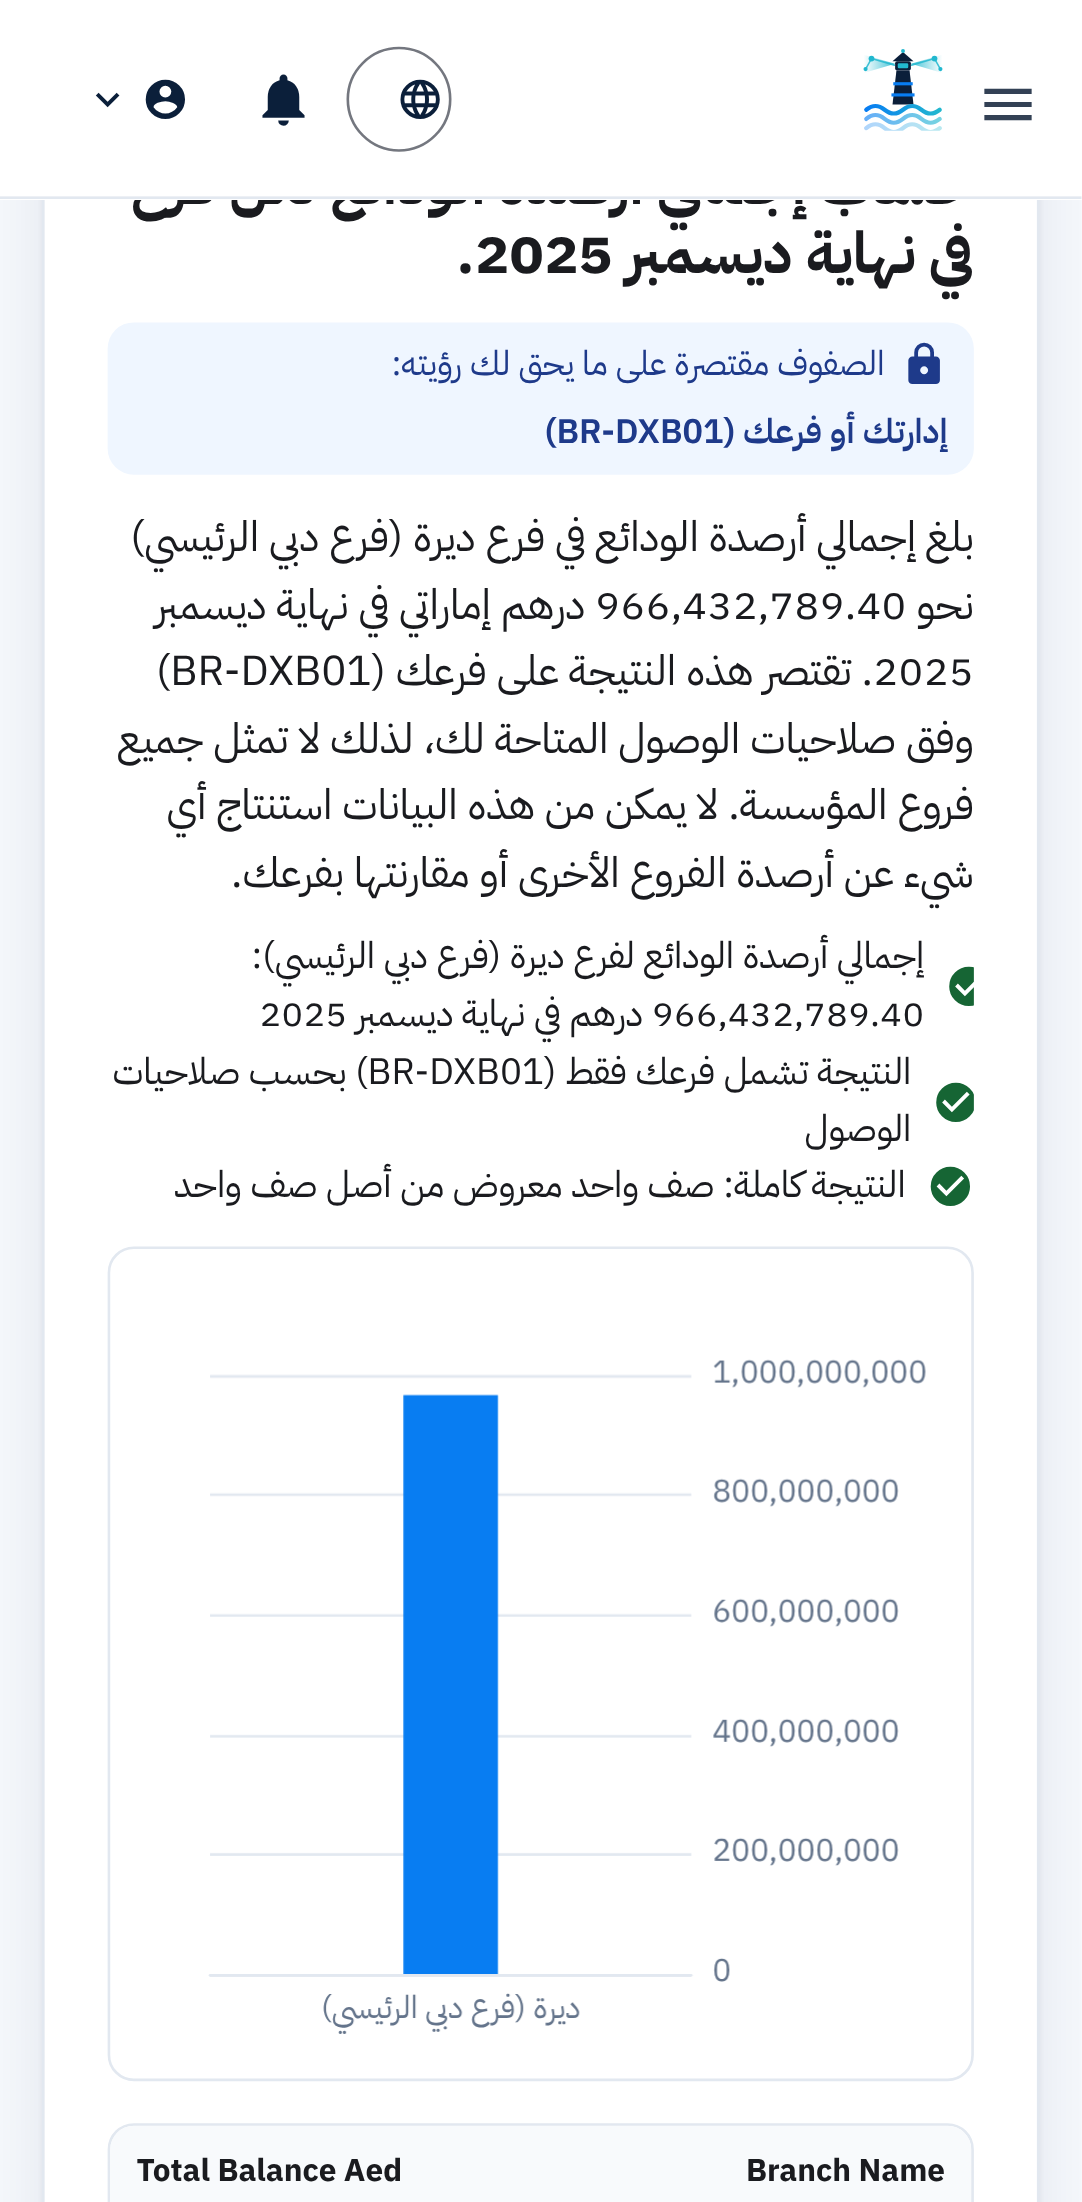 في نهاية ديسمبر 2025.
الصفوف مقتصرة على ما يحق لك رؤيته:
إدارتك أو فرعك (BR-DXB01)
بلغ إجمالي أرصدة الودائع في فرع ديرة (فرع دبي الرئيسي)
نحو 966,432,789.40 درهم إماراتي في نهاية ديسمبر
2025. تقتصر هذه النتيجة على فرعك (BR-DXB01)
وفق صلاحيات الوصول المتاحة لك، لذلك لا تمثل جميع
فروع المؤسسة. لا يمكن من هذه البيانات استنتاج أي
شيء عن أرصدة الفروع الأخرى أو مقارنتها بفرعك.
إجمالي أرصدة الودائع لفرع ديرة (فرع دبي الرئيسي):
966,432,789.40 درهم في نهاية ديسمبر 2025
النتيجة تشمل فرعك فقط (BR-DXB01) بحسب صلاحيات
الوصول
النتيجة كاملة: صف واحد معروض من أصل صف واحد
1,000,000,000
800,000,000
600,000,000
400,000,000
200,000,000
0
ديرة (فرع دبي الرئيسي)
Branch Name
Total Balance Aed